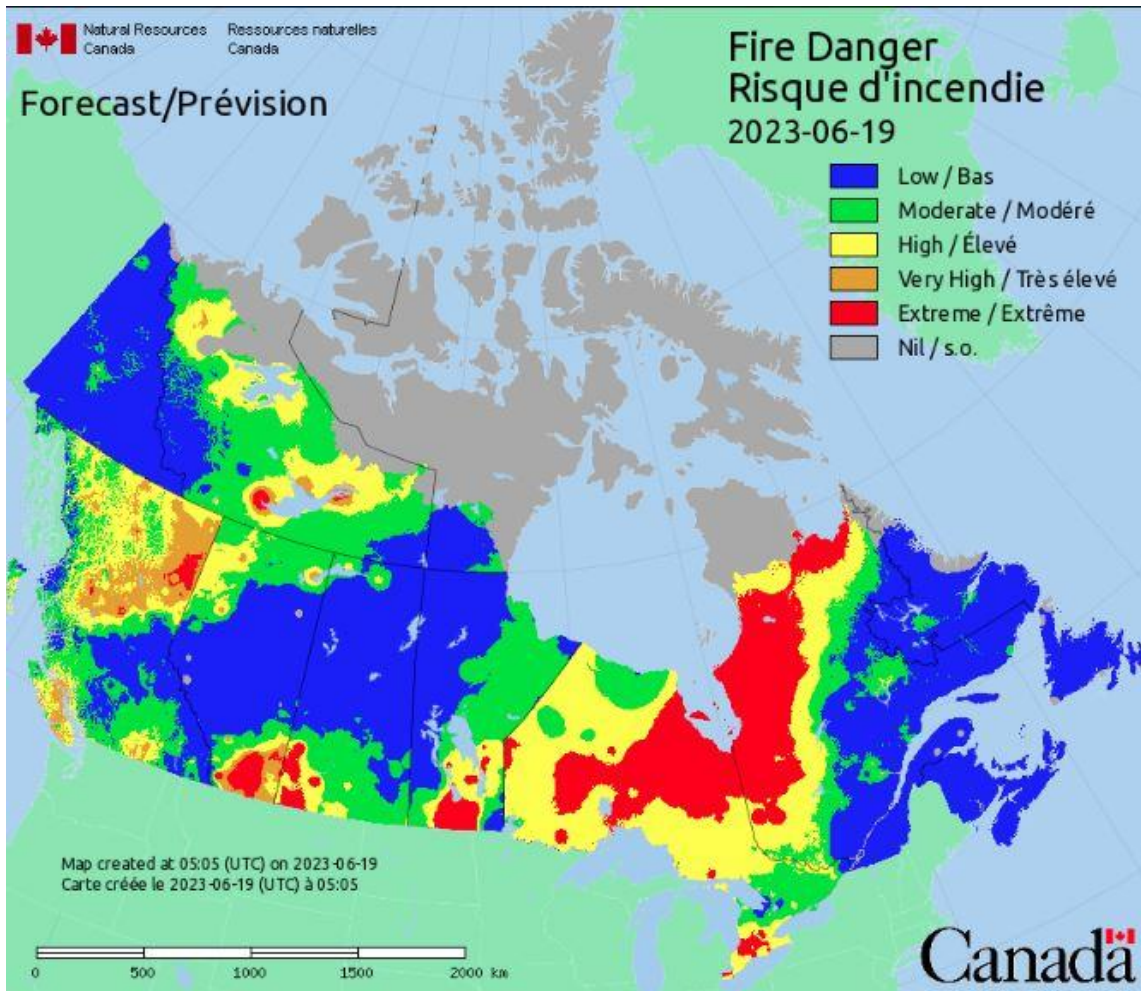 Natural Resources Ressources naturelles
Canada Canada
Forecast/Prévision
Fire Danger
Risque d'incendie
2023-06-19
Low / Bas
Moderate / Modéré
High / Élevé
Very High / Très élevé
Extreme / Extrême
Nil / s.o.
Map created at 05:05 (UTC) on 2023-06-19
Carte créée le 2023-06-19 (UTC) à 05:05
0 500 1000 1500 2000 km
Canada